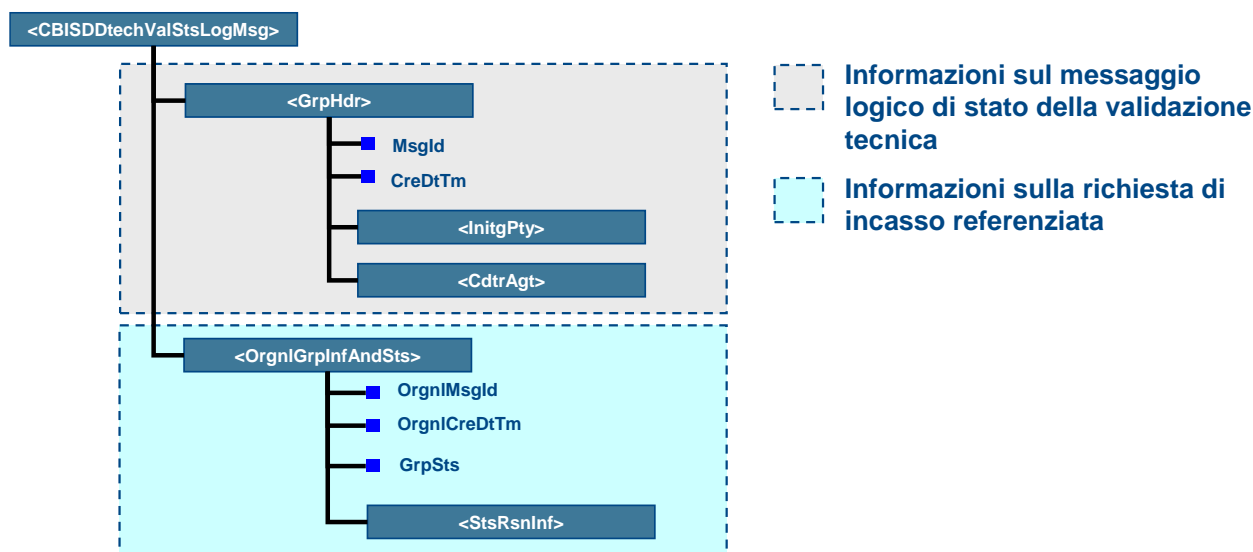 <CBISDDtechValStsLogMsg>
<GrpHdr>
MsgId
CreDtTm
<InitgPty>
<CdtrAgt>
<OrgnlGrpInfAndSts>
OrgnlMsgId
OrgnlCreDtTm
GrpSts
<StsRsnInf>
Informazioni sul messaggio
logico di stato della validazione
tecnica
Informazioni sulla richiesta di
incasso referenziata